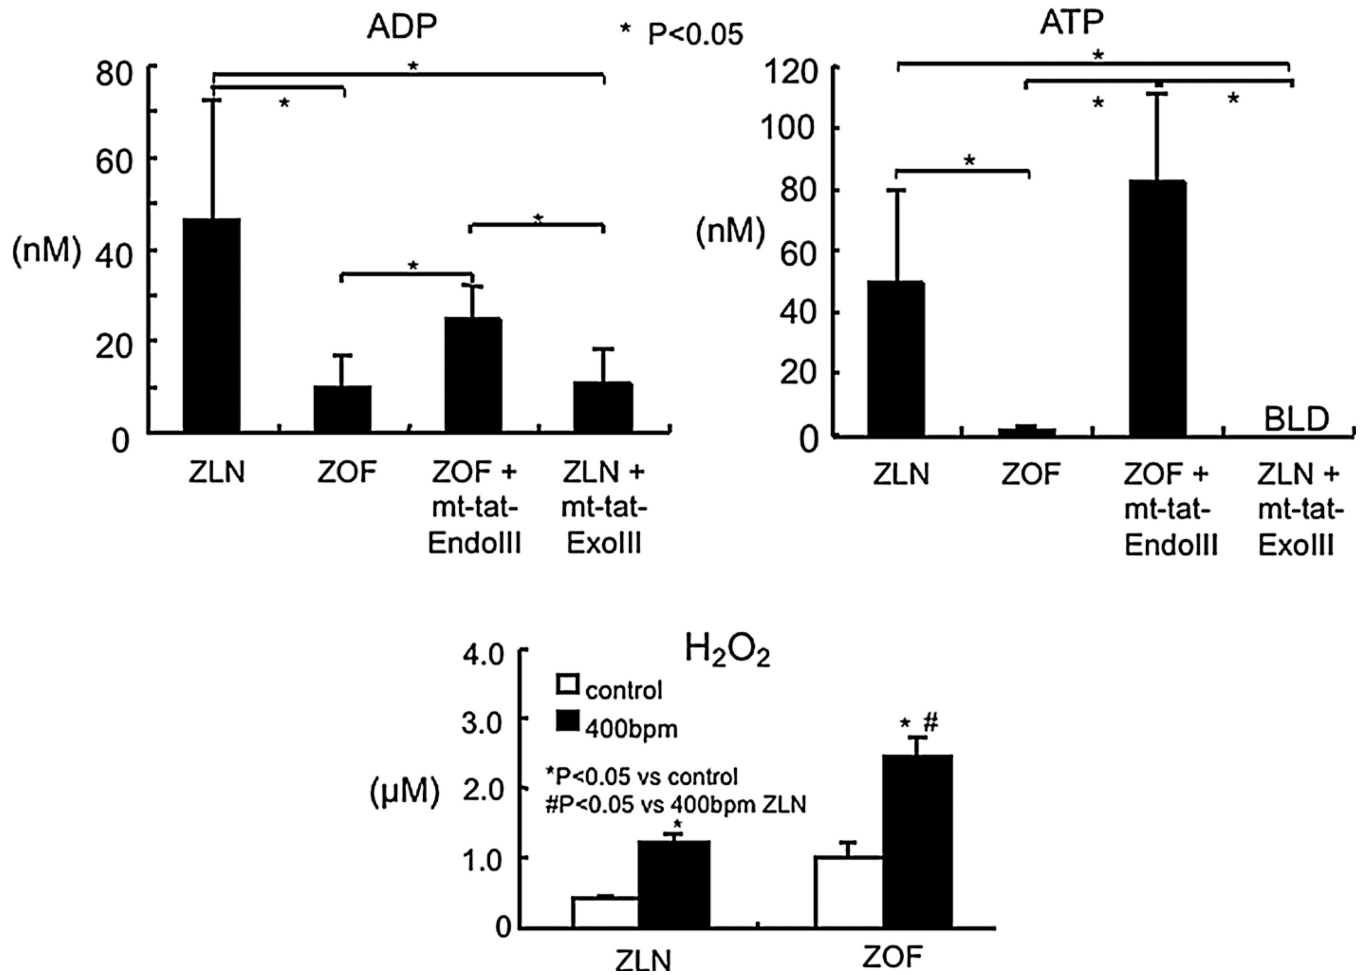 ADP
* P<0.05
ATP
80
60
40
20
0
(nM)
*
*
*
*
ZLN
ZOF
ZOF +
mt-tat-
EndoIII
ZLN +
mt-tat-
ExoIII
120
100
80
60
40
20
0
(nM)
*
*
*
*
BLD
ZLN
ZOF
ZOF +
mt-tat-
EndoIII
ZLN +
mt-tat-
ExoIII
H₂O₂
4.0
3.0
2.0
1.0
0
(μM)
control
400bpm
*P<0.05 vs control
#P<0.05 vs 400bpm ZLN
*
* #
ZLN
ZOF